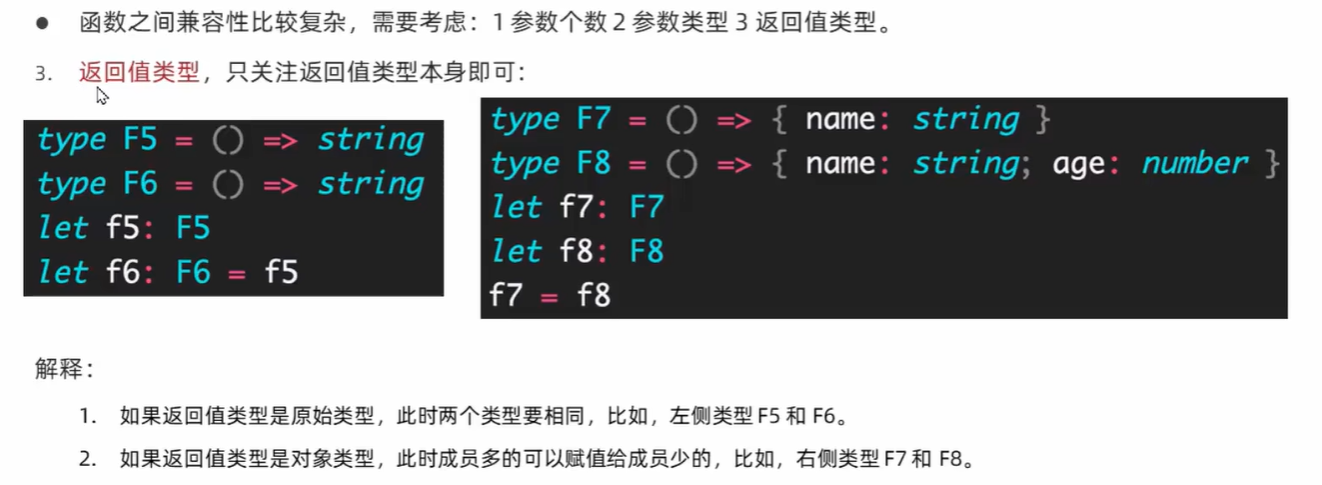 ● 函数之间兼容性比较复杂，需要考虑：1 参数个数 2 参数类型 3 返回值类型。
3. 返回值类型，只关注返回值类型本身即可：
type F5 = () => string
type F6 = () => string
let f5: F5
let f6: F6 = f5
type F7 = () => { name: string }
type F8 = () => { name: string; age: number }
let f7: F7
let f8: F8
f7 = f8
解释：
1. 如果返回值类型是原始类型，此时两个类型要相同，比如，左侧类型 F5 和 F6。
2. 如果返回值类型是对象类型，此时成员多的可以赋值给成员少的，比如，右侧类型 F7 和 F8。